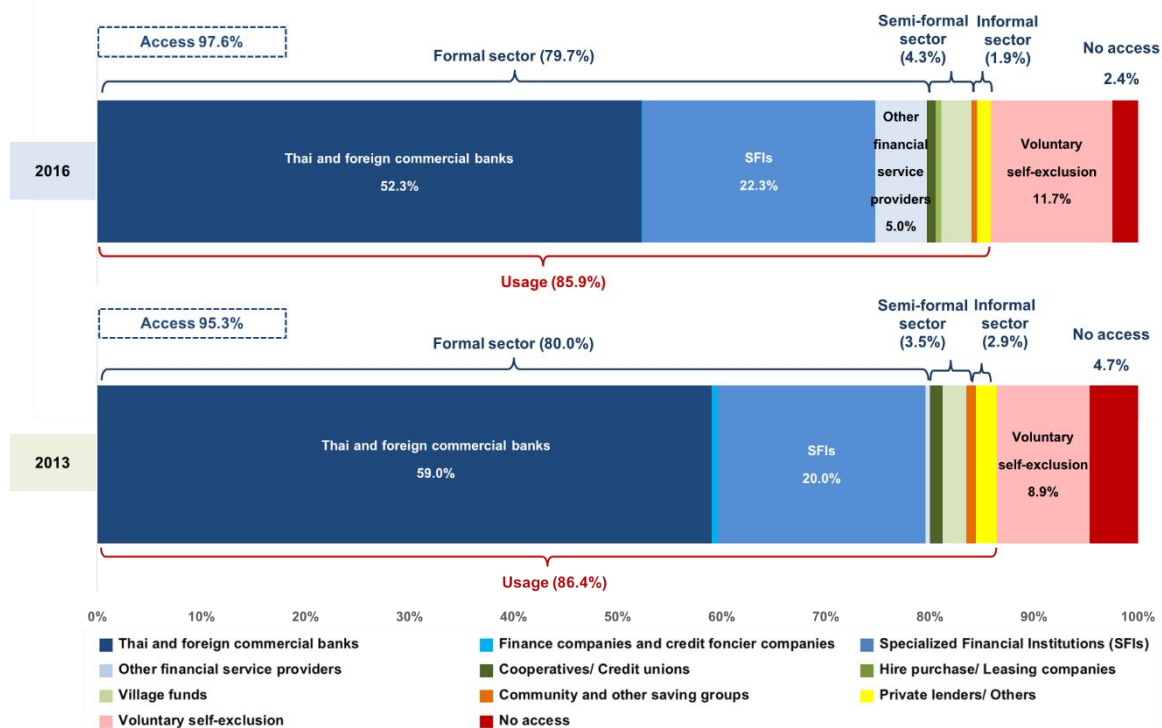 Access 97.6%
Formal sector (79.7%)
Semi-formal
sector
(4.3%)
Informal
sector
(1.9%)
No access
2.4%
2016
Thai and foreign commercial banks
52.3%
SFIs
22.3%
Other
financial
service
providers
5.0%
Voluntary
self-exclusion
11.7%
Usage (85.9%)
Access 95.3%
Formal sector (80.0%)
Semi-formal
sector
(3.5%)
Informal
sector
(2.9%)
No access
4.7%
2013
Thai and foreign commercial banks
59.0%
SFIs
20.0%
Voluntary
self-exclusion
8.9%
Usage (86.4%)
0% 10% 20% 30% 40% 50% 60% 70% 80% 90% 100%
Thai and foreign commercial banks
Finance companies and credit foncier companies
Specialized Financial Institutions (SFIs)
Other financial service providers
Cooperatives/ Credit unions
Hire purchase/ Leasing companies
Village funds
Community and other saving groups
Private lenders/ Others
Voluntary self-exclusion
No access